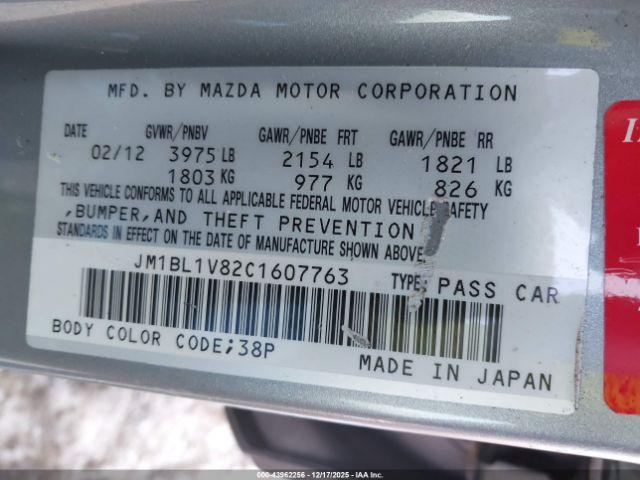 MFD. BY MAZDA MOTOR CORPORATION
DATE GVWR/PNBV GAWR/PNBE FRT GAWR/PNBE RR
02/12 3975 LB 2154 LB 1821 LB
1803 KG 977 KG 826 KG
THIS VEHICLE CONFORMS TO ALL APPLICABLE FEDERAL MOTOR VEHICLE SAFETY
,BUMPER,AND THEFT PREVENTION
STANDARDS IN EFFECT ON THE DATE OF MANUFACTURE SHOWN ABOVE
JM1BL1V82C1607763 TYPE; PASS CAR
BODY COLOR CODE;38P
MADE IN JAPAN
000-43962256 - 12/17/2025 - IAAI, Inc.